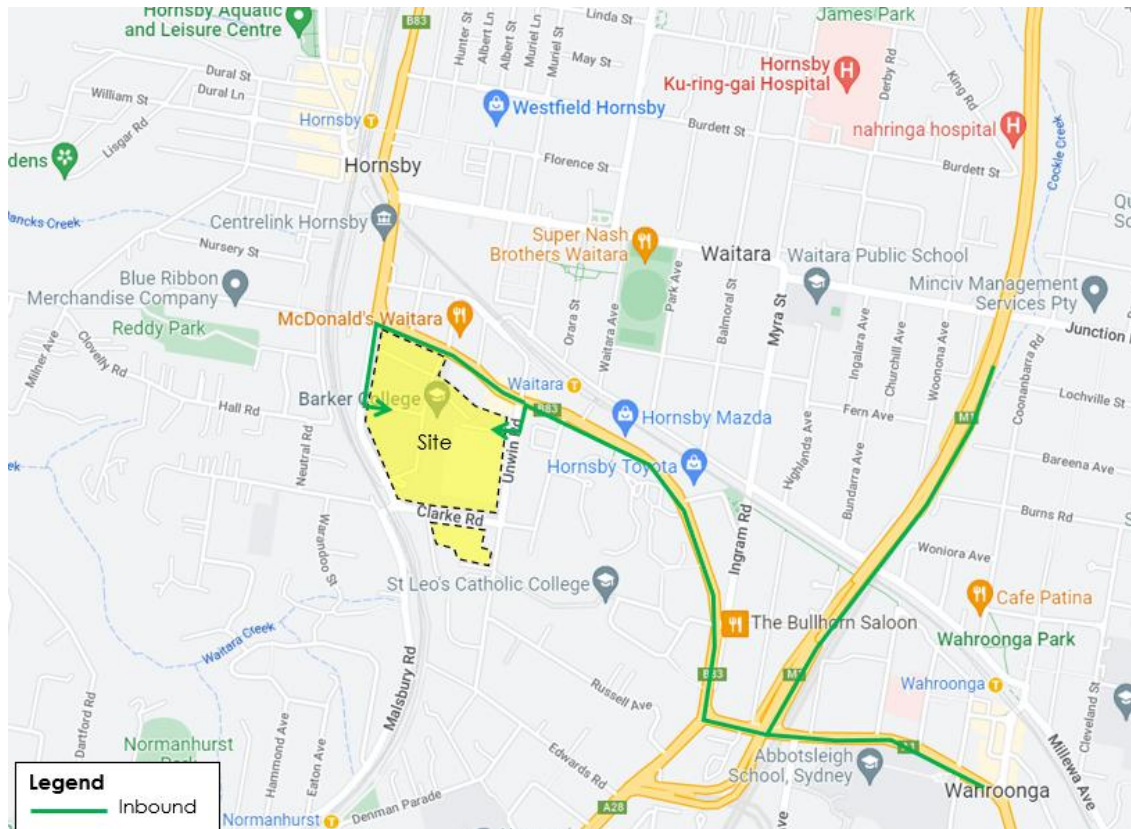 Hornsby Aquatic
and Leisure Centre
B83
Hunter St
Albert Ln
Albert St
Muriel Ln
Muriel St
Linda St
May St
James Park
Hornsby
Ku-ring-gai Hospital
Derby Rd
King Rd
Dural St
William St
Dural Ln
Lisgar Rd
Hornsby
Westfield Hornsby
Burdett St
nahringa hospital
Burdett St
Cockle Creek
dens
Hornsby
Florence St
Centrelink Hornsby
Nursery St
Super Nash
Brothers Waitara
Waitara
Waitara Public School
Blue Ribbon
Merchandise Company
Reddy Park
Minciv Management
Services Pty
Junction
McDonald's Waitara
Orara St
Waitara Ave
Park Ave
Balmoral St
Myra St
Ingalara Ave
Churchill Ave
Woonona Ave
Coonanbarra Rd
Milner Ave
Clovelly Rd
Hall Rd
Neutral Rd
Barker College
Site
Waitara
Unwin Rd
Hornsby Mazda
Hornsby Toyota
Fern Ave
Highlands Ave
Bundarra Ave
Lochville St
Bareena Ave
Burns Rd
Clarke Rd
Warandoo St
Ingram Rd
Woniora Ave
St Leo's Catholic College
Cafe Patina
Wahroonga Park
The Bullhorn Saloon
Waitara Creek
Malsbury Rd
B83
Wahroonga
Cleveland St
Russell Ave
Dartford Rd
Normanhurst
Hammond Ave
Eaton Ave
Edwards Rd
Abbotsleigh
School, Sydney
Millewa Ave
Wahroonga
A28
Denman Parade
Normanhurst
Legend
Inbound